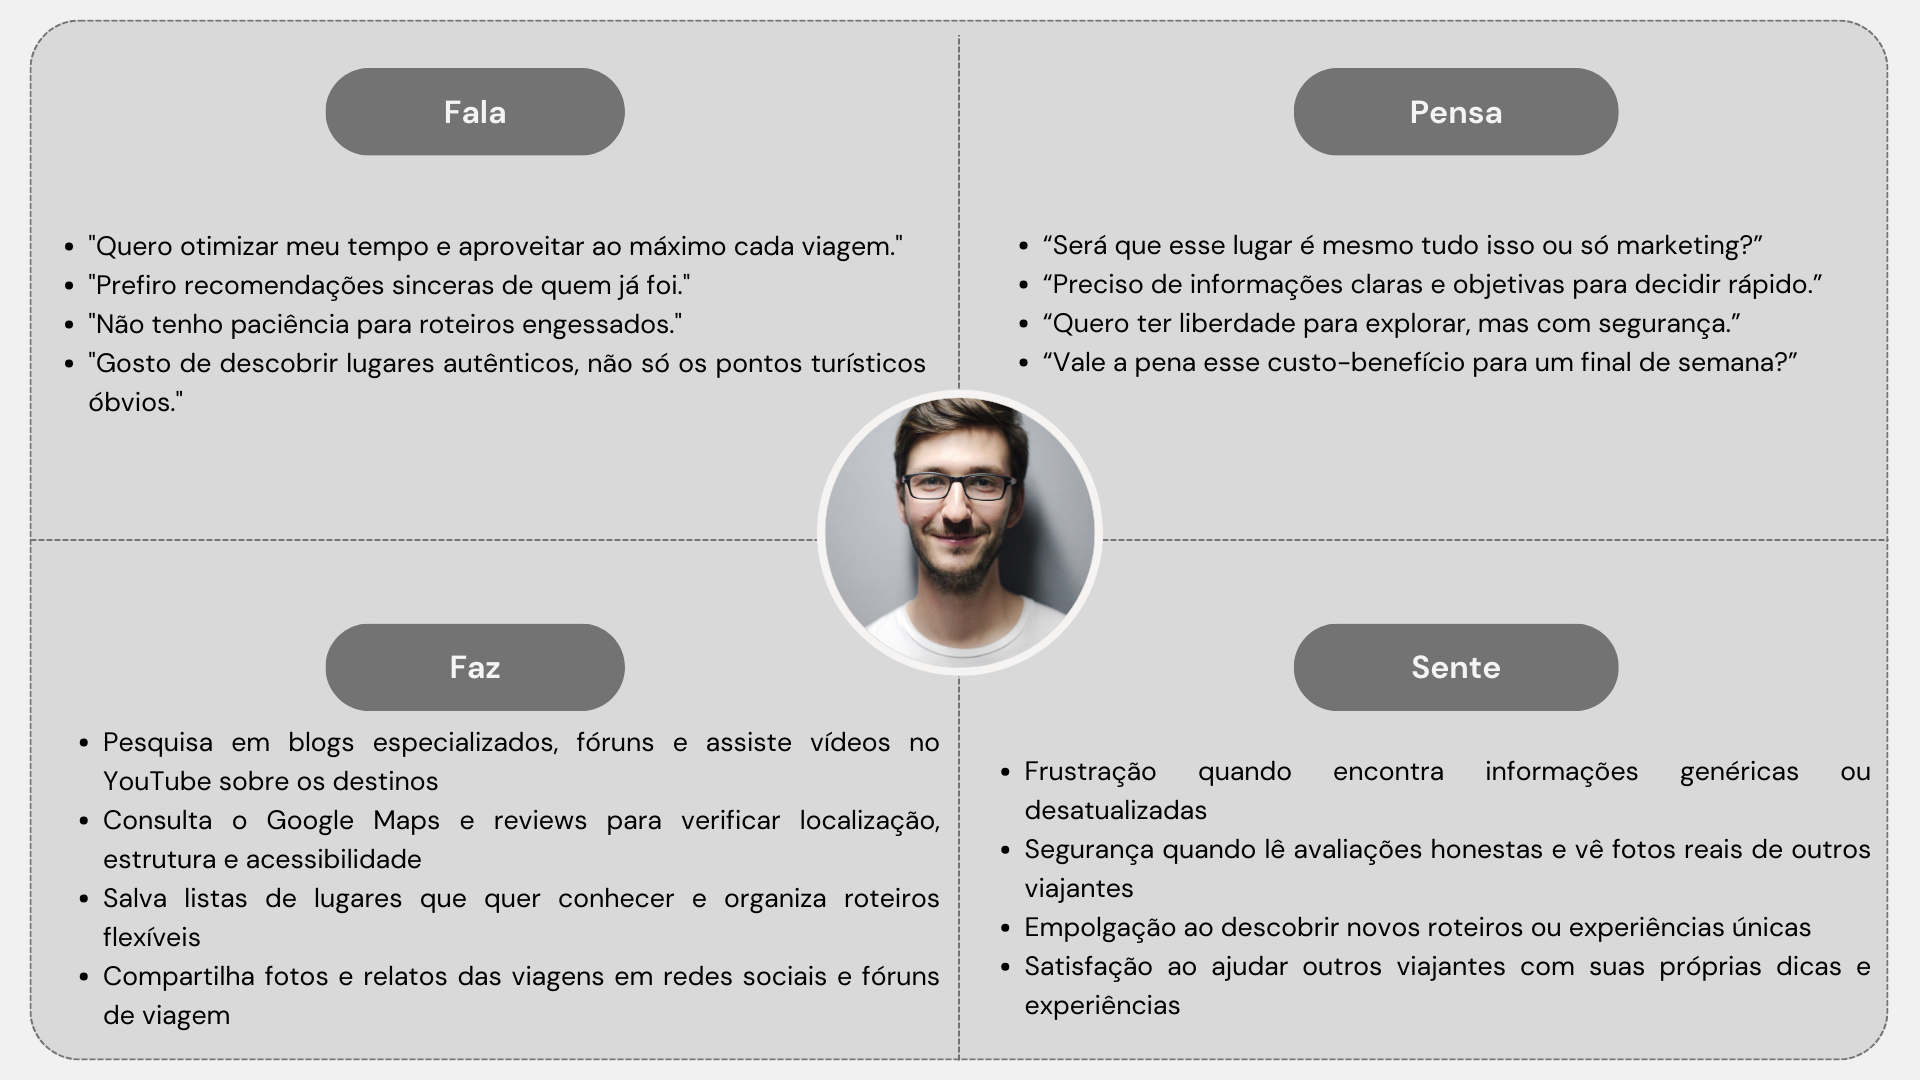 Fala
• "Quero otimizar meu tempo e aproveitar ao máximo cada viagem."
• "Prefiro recomendações sinceras de quem já foi."
• "Não tenho paciência para roteiros engessados."
• "Gosto de descobrir lugares autênticos, não só os pontos turísticos
óbvios."
Pensa
• “Será que esse lugar é mesmo tudo isso ou só marketing?”
• “Preciso de informações claras e objetivas para decidir rápido.”
• “Quero ter liberdade para explorar, mas com segurança.”
• “Vale a pena esse custo-benefício para um final de semana?”
Faz
• Pesquisa em blogs especializados, fóruns e assiste vídeos no
YouTube sobre os destinos
• Consulta o Google Maps e reviews para verificar localização,
estrutura e acessibilidade
• Salva listas de lugares que quer conhecer e organiza roteiros
flexíveis
• Compartilha fotos e relatos das viagens em redes sociais e fóruns
de viagem
Sente
• Frustração quando encontra informações genéricas ou
desatualizadas
• Segurança quando lê avaliações honestas e vê fotos reais de outros
viajantes
• Empolgação ao descobrir novos roteiros ou experiências únicas
• Satisfação ao ajudar outros viajantes com suas próprias dicas e
experiências